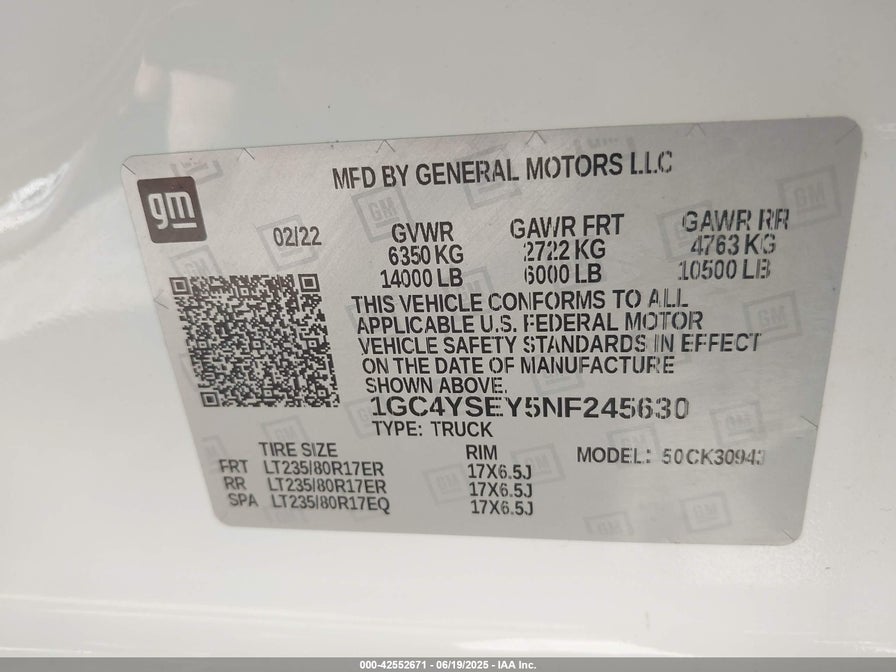 MFD BY GENERAL MOTORS LLC
gm
02/22
GVWR GAWR FRT GAWR RR
6350 KG 2722 KG 4763 KG
14000 LB 6000 LB 10500 LB
THIS VEHICLE CONFORMS TO ALL
APPLICABLE U.S. FEDERAL MOTOR
VEHICLE SAFETY STANDARDS IN EFFECT
ON THE DATE OF MANUFACTURE
SHOWN ABOVE.
1GC4YSEY5NF245630
TYPE: TRUCK
TIRE SIZE RIM MODEL: 50CK30943
FRT LT235/80R17ER 17X6.5J
RR LT235/80R17ER 17X6.5J
SPA LT235/80R17EQ 17X6.5J
000-42552671 - 06/19/2025 - IAA Inc.